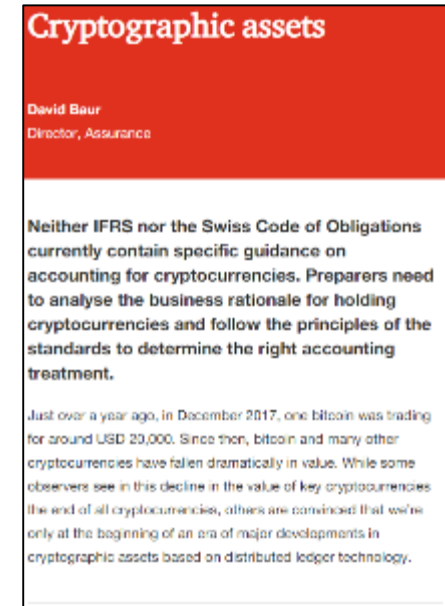 Cryptographic assets
David Baur
Director, Assurance
Neither IFRS nor the Swiss Code of Obligations
currently contain specific guidance on
accounting for cryptocurrencies. Preparers need
to analyse the business rationale for holding
cryptocurrencies and follow the principles of the
standards to determine the right accounting
treatment.
Just over a year ago, in December 2017, one bitcoin was trading
for around USD 20,000. Since then, bitcoin and many other
cryptocurrencies have fallen dramatically in value. While some
observers see in this decline in the value of key cryptocurrencies
the end of all cryptocurrencies, others are convinced that we're
only at the beginning of an era of major developments in
cryptographic assets based on distributed ledger technology.